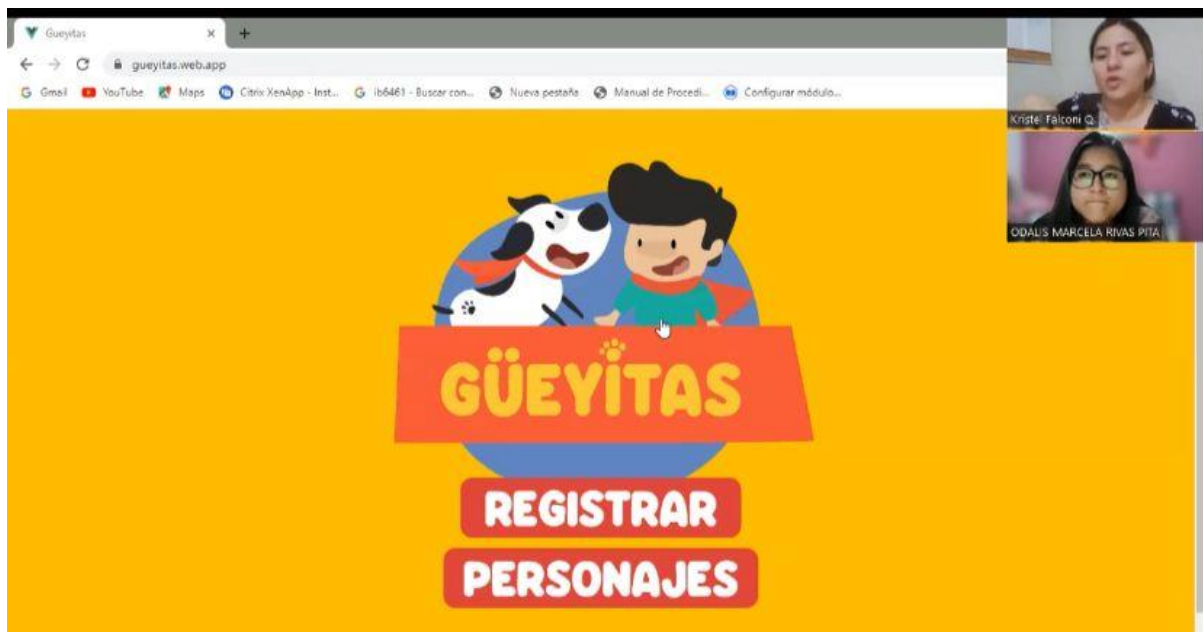 Gueyitas
gueyitas.web.app
Gmail YouTube Maps Citrix XenApp - Inst... ib6461 - Buscar con... Nueva pestaña Manual de Procedi... Configurar módulo...
Kristel Falconi Q.
ODALIS MARCELA RIVAS PITA
GÜEYITAS
REGISTRAR
PERSONAJES